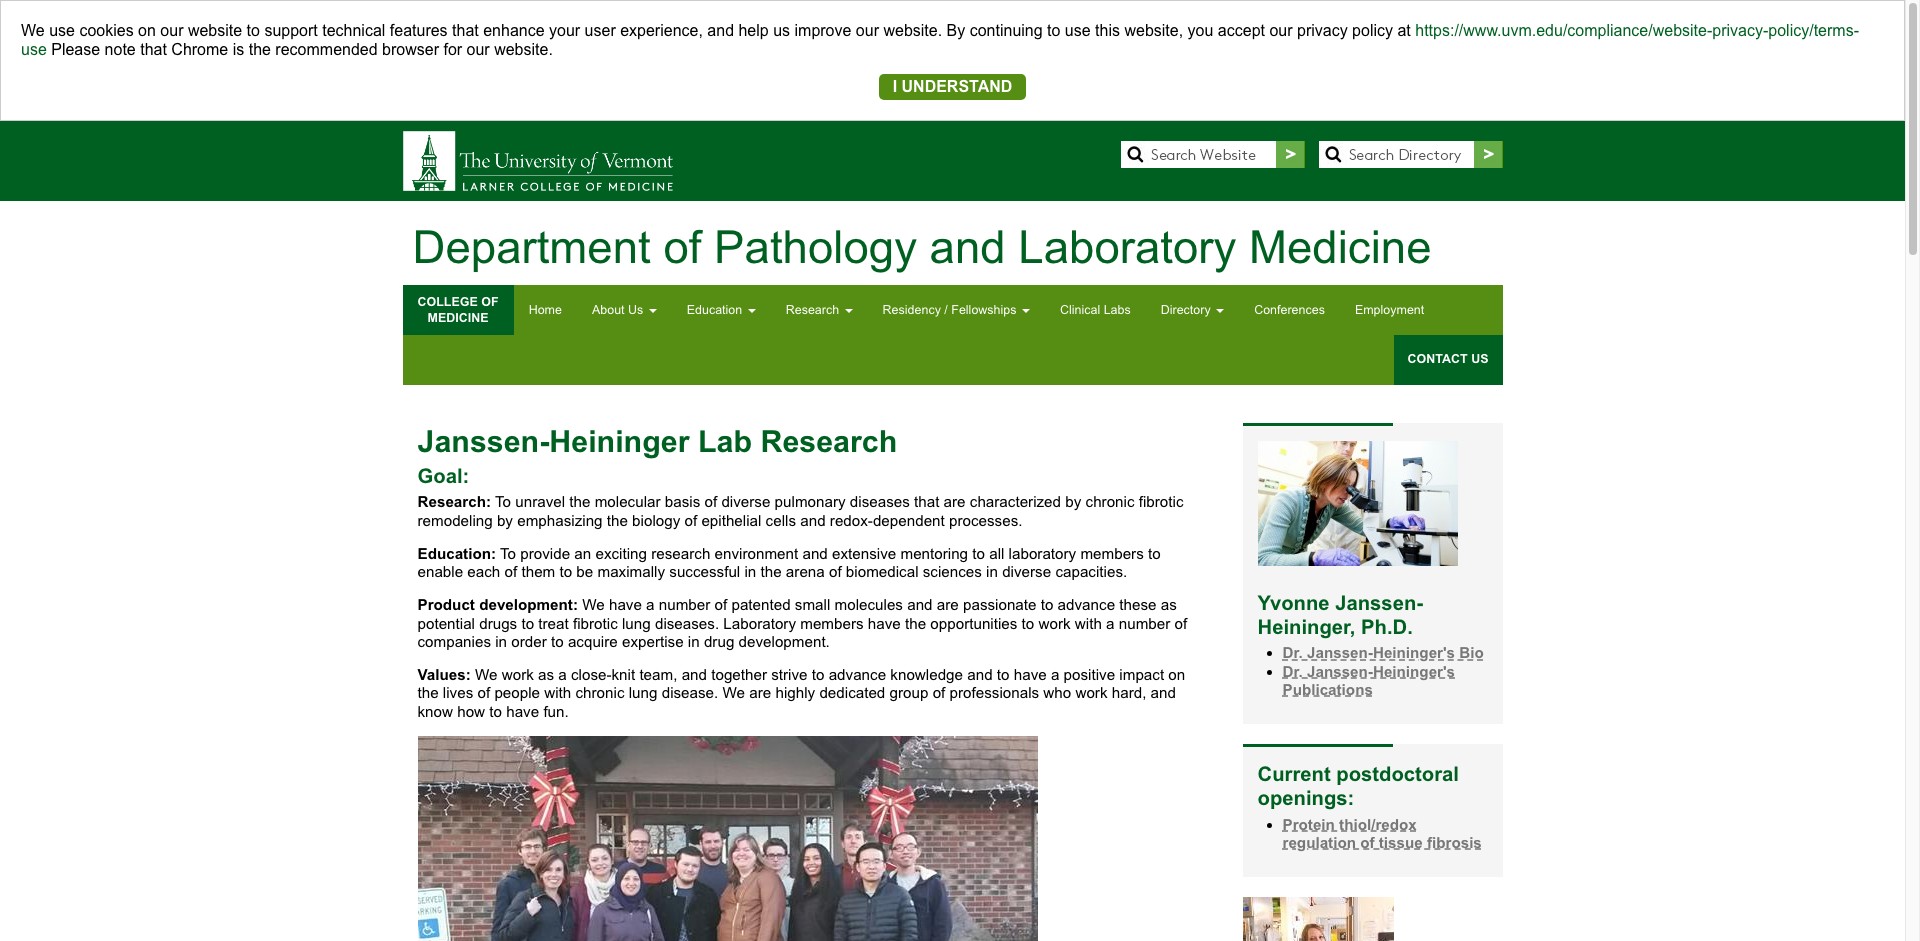 We use cookies on our website to support technical features that enhance your user experience, and help us improve our website. By continuing to use this website, you accept our privacy policy at https://www.uvm.edu/compliance/website-privacy-policy/terms-
use Please note that Chrome is the recommended browser for our website.
I UNDERSTAND
The University of Vermont
LARNER COLLEGE OF MEDICINE
Search Website >
Search Directory >
Department of Pathology and Laboratory Medicine
COLLEGE OF
MEDICINE
Home About Us Education Research Residency / Fellowships Clinical Labs Directory Conferences Employment
CONTACT US
Janssen-Heininger Lab Research
Goal:
Research: To unravel the molecular basis of diverse pulmonary diseases that are characterized by chronic fibrotic
remodeling by emphasizing the biology of epithelial cells and redox-dependent processes.
Education: To provide an exciting research environment and extensive mentoring to all laboratory members to
enable each of them to be maximally successful in the arena of biomedical sciences in diverse capacities.
Product development: We have a number of patented small molecules and are passionate to advance these as
potential drugs to treat fibrotic lung diseases. Laboratory members have the opportunities to work with a number of
companies in order to acquire expertise in drug development.
Values: We work as a close-knit team, and together strive to advance knowledge and to have a positive impact on
the lives of people with chronic lung disease. We are highly dedicated group of professionals who work hard, and
know how to have fun.
Yvonne Janssen-
Heininger, Ph.D.
Dr. Janssen-Heininger's Bio
Dr. Janssen-Heininger's
Publications
Current postdoctoral
openings:
Protein thiol/redox
regulation of tissue fibrosis